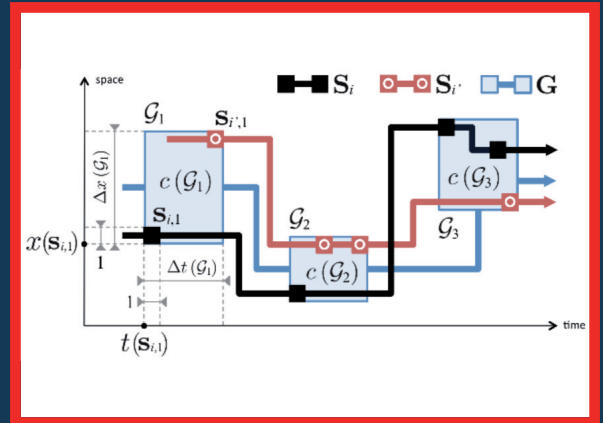 space
S_i S_i' G
𝒢_1 S_i',1
Δx(𝒢_1) c(𝒢_1) c(𝒢_3)
S_i,1 𝒢_2 𝒢_3
x(S_i,1) 1 c(𝒢_2)
Δt(𝒢_1)
1
time
t(S_i,1)